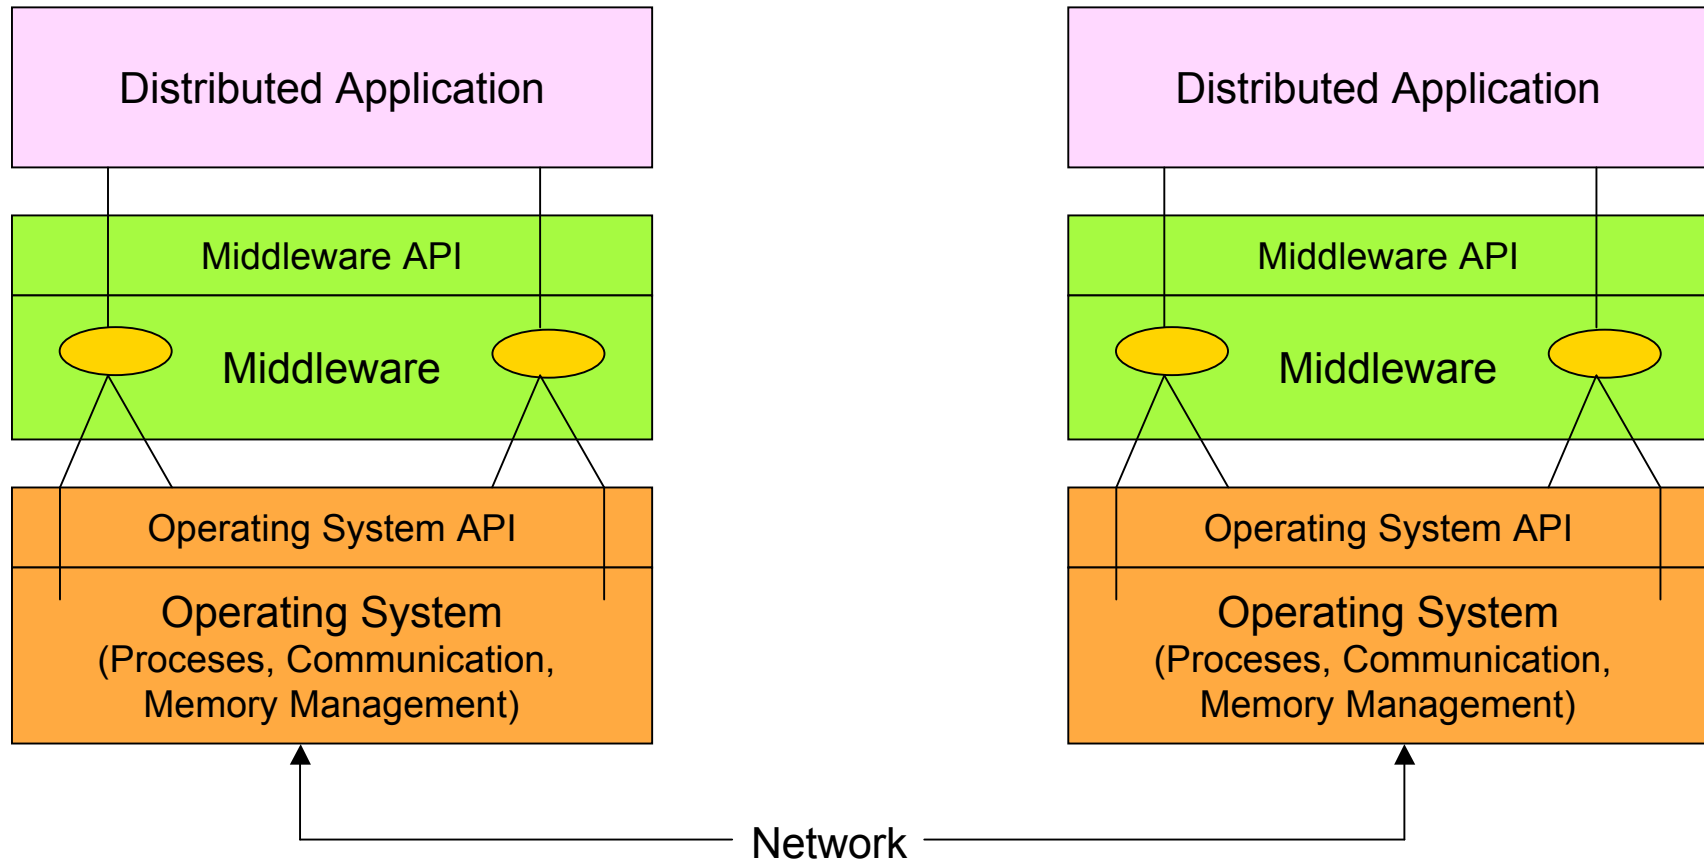 Distributed Application
Middleware API
Middleware
Operating System API
Operating System
(Proceses, Communication,
Memory Management)
Distributed Application
Middleware API
Middleware
Operating System API
Operating System
(Proceses, Communication,
Memory Management)
Network